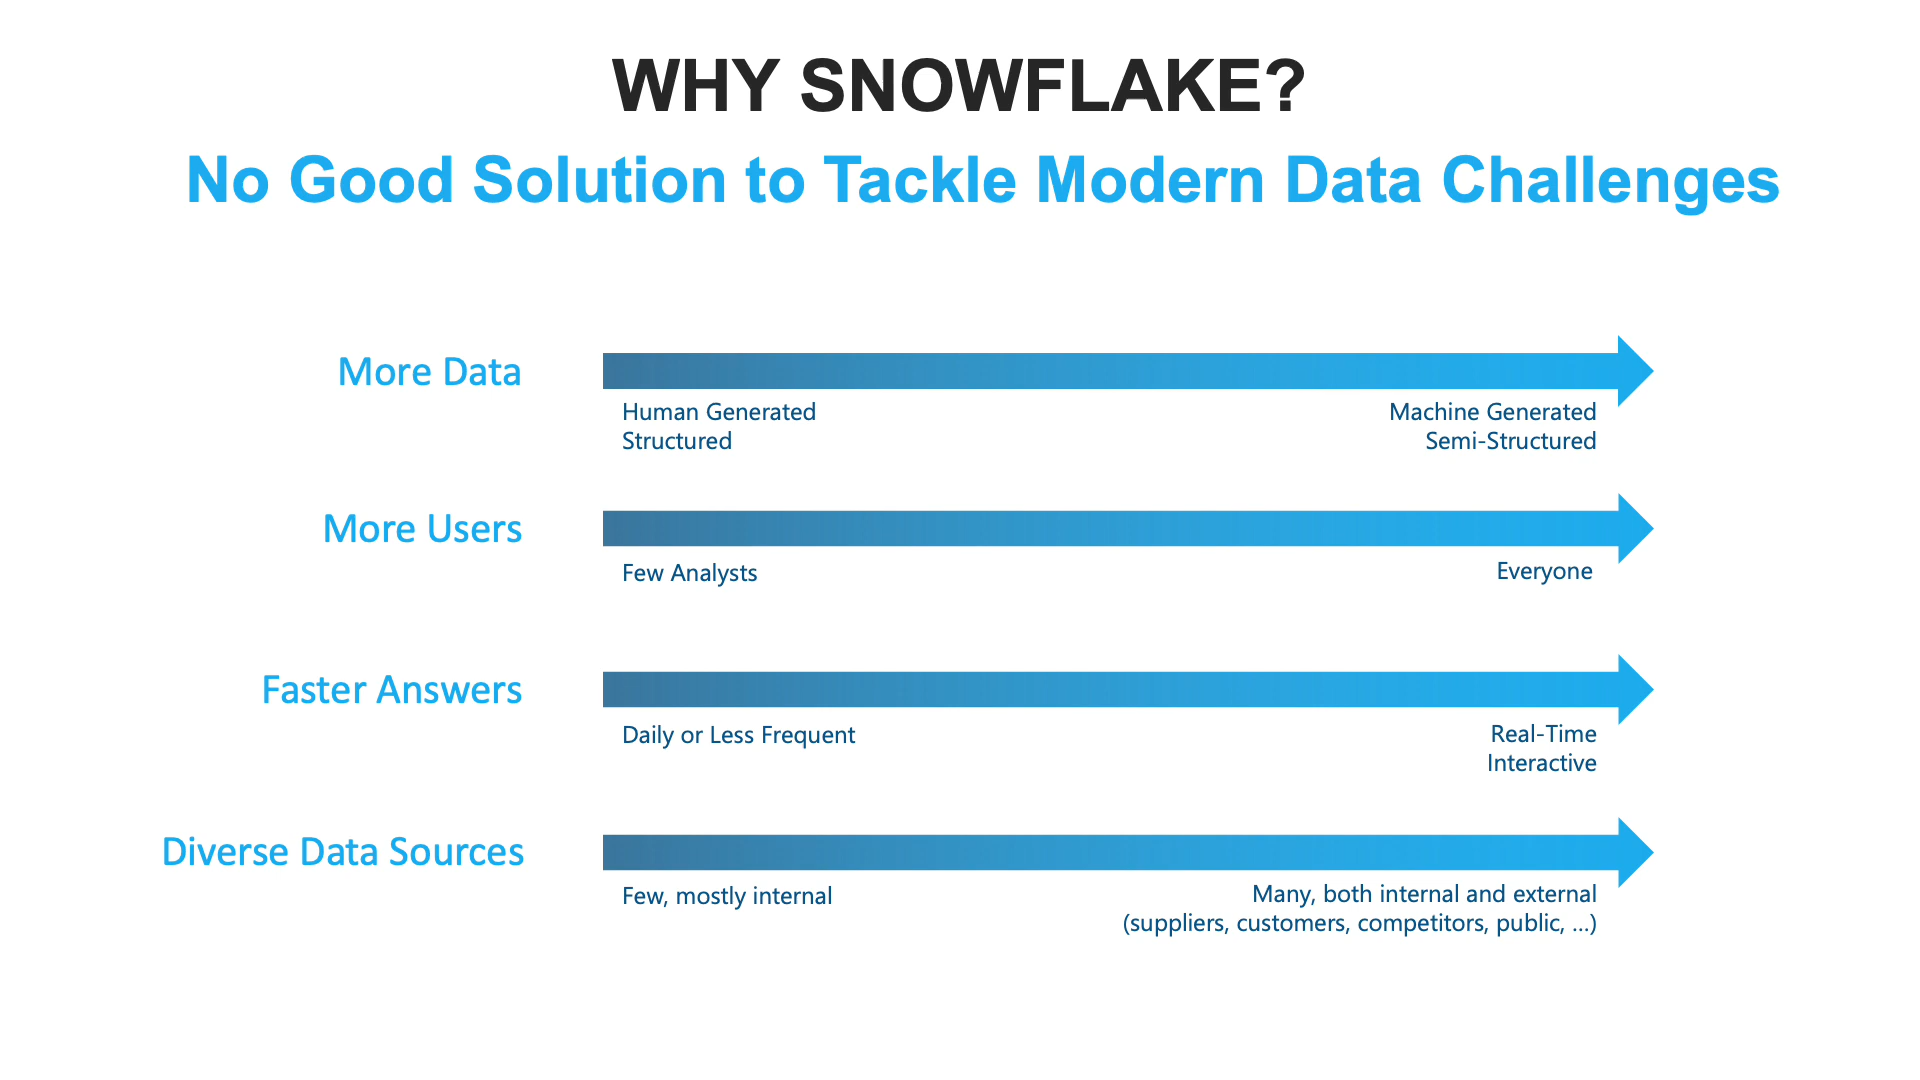 WHY SNOWFLAKE?
No Good Solution to Tackle Modern Data Challenges
More Data
Human Generated
Structured
Machine Generated
Semi-Structured
More Users
Few Analysts
Everyone
Faster Answers
Daily or Less Frequent
Real-Time
Interactive
Diverse Data Sources
Few, mostly internal
Many, both internal and external
(suppliers, customers, competitors, public, ...)